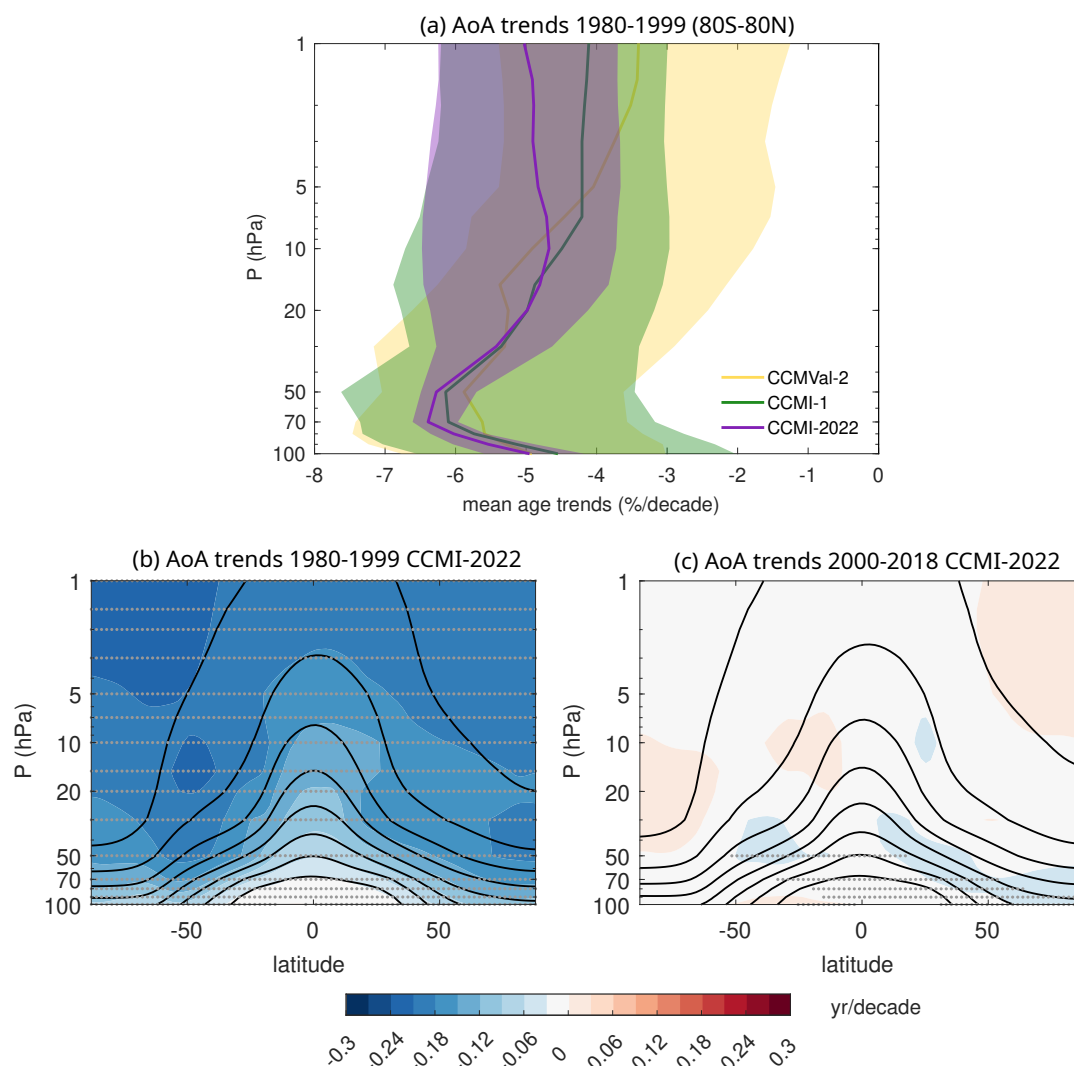 (a) AoA trends 1980-1999 (80S-80N)
1
5
10
20
50
70
100
P (hPa)
CCMVal-2
CCMI-1
CCMI-2022
-8 -7 -6 -5 -4 -3 -2 -1 0
mean age trends (%/decade)
(b) AoA trends 1980-1999 CCMI-2022
1
5
10
20
50
70
100
P (hPa)
-50 0 50
latitude
(c) AoA trends 2000-2018 CCMI-2022
1
5
10
20
50
70
100
P (hPa)
-50 0 50
latitude
yr/decade
-0.3 -0.24 -0.18 -0.12 -0.06 0 0.06 0.12 0.18 0.24 0.3